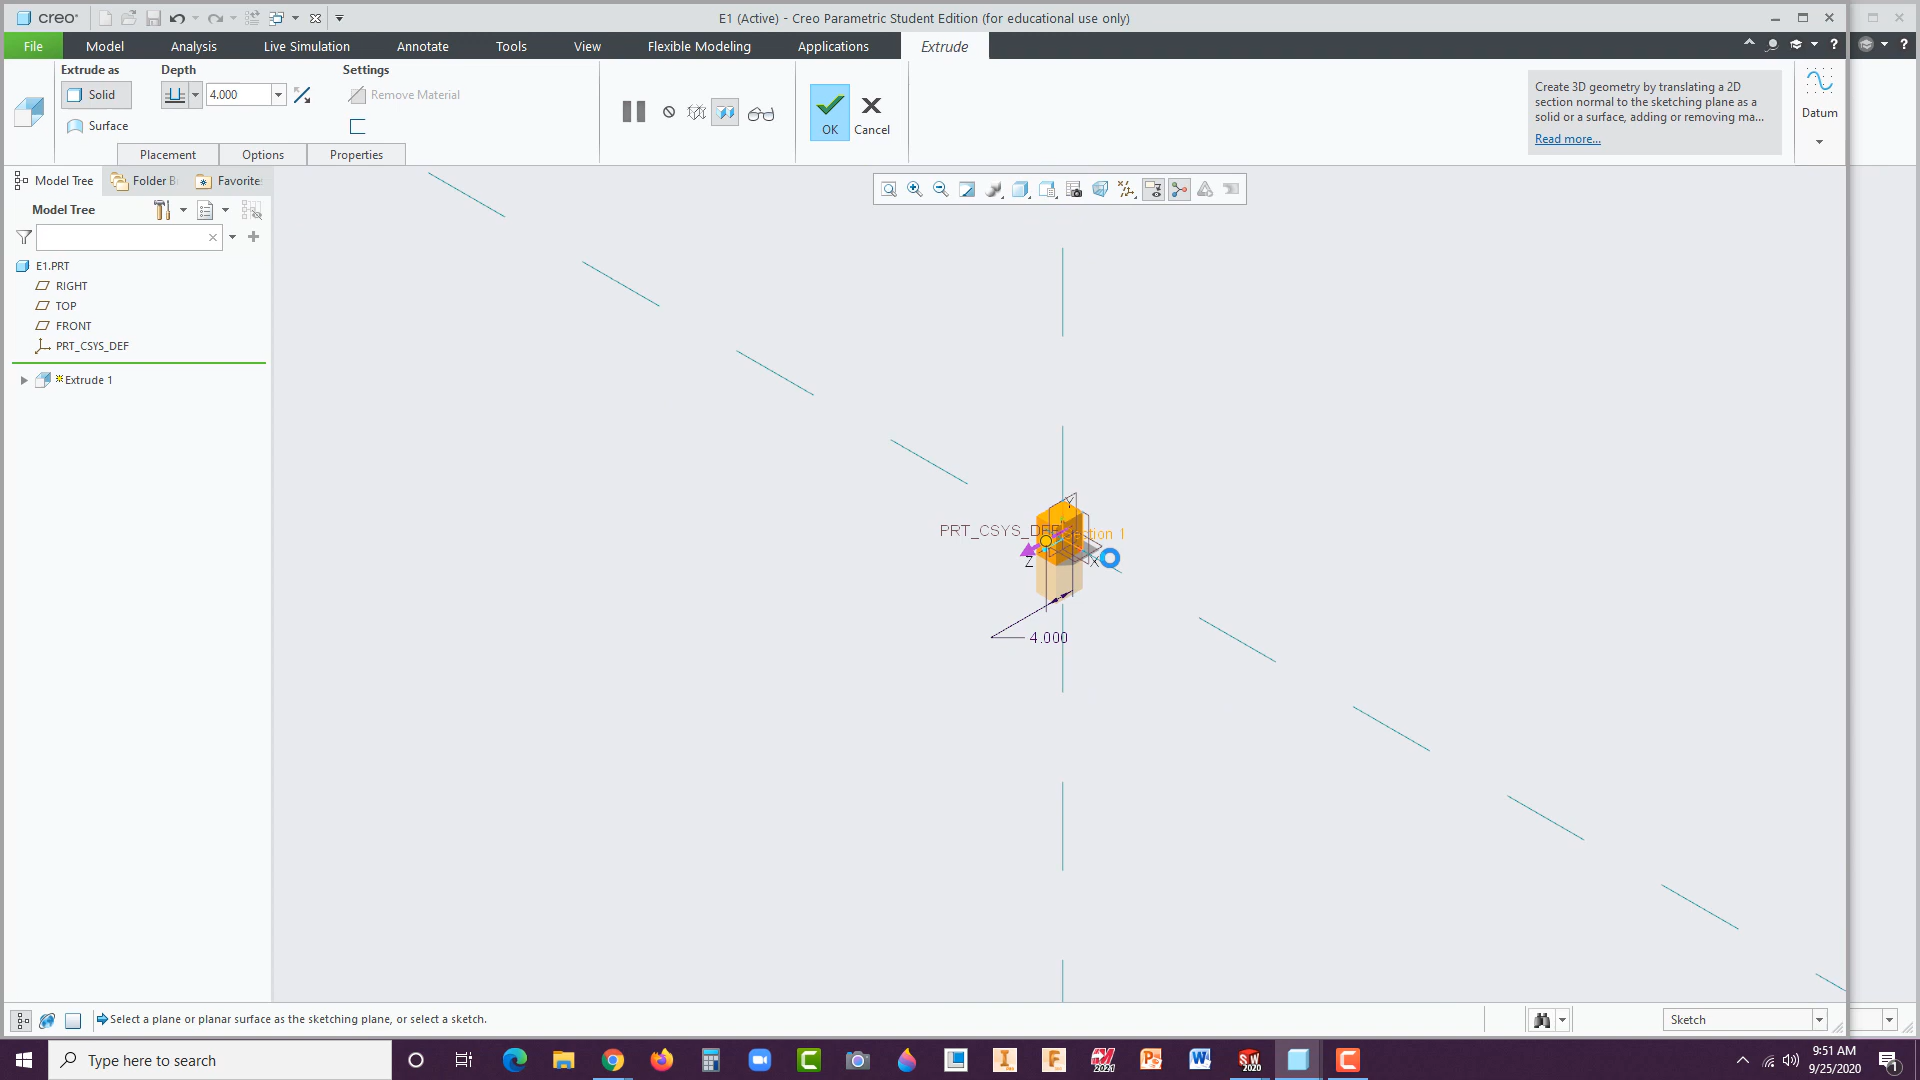 creo
E1 (Active) - Creo Parametric Student Edition (for educational use only)
File Model Analysis Live Simulation Annotate Tools View Flexible Modeling Applications Extrude
Extrude as Depth Settings
Solid 4.000 Remove Material
Surface
OK Cancel
Placement Options Properties
Create 3D geometry by translating a 2D
section normal to the sketching plane as a
solid or a surface, adding or removing ma...
Read more...
Datum
Model Tree Folder B Favorite
Model Tree
E1.PRT
RIGHT
TOP
FRONT
PRT_CSYS_DEF
Extrude 1
Y
PRT_CSYS_DEF
Section 1
Z X
4.000
Select a plane or planar surface as the sketching plane, or select a sketch.
Sketch
Type here to search
9:51 AM
9/25/2020
1